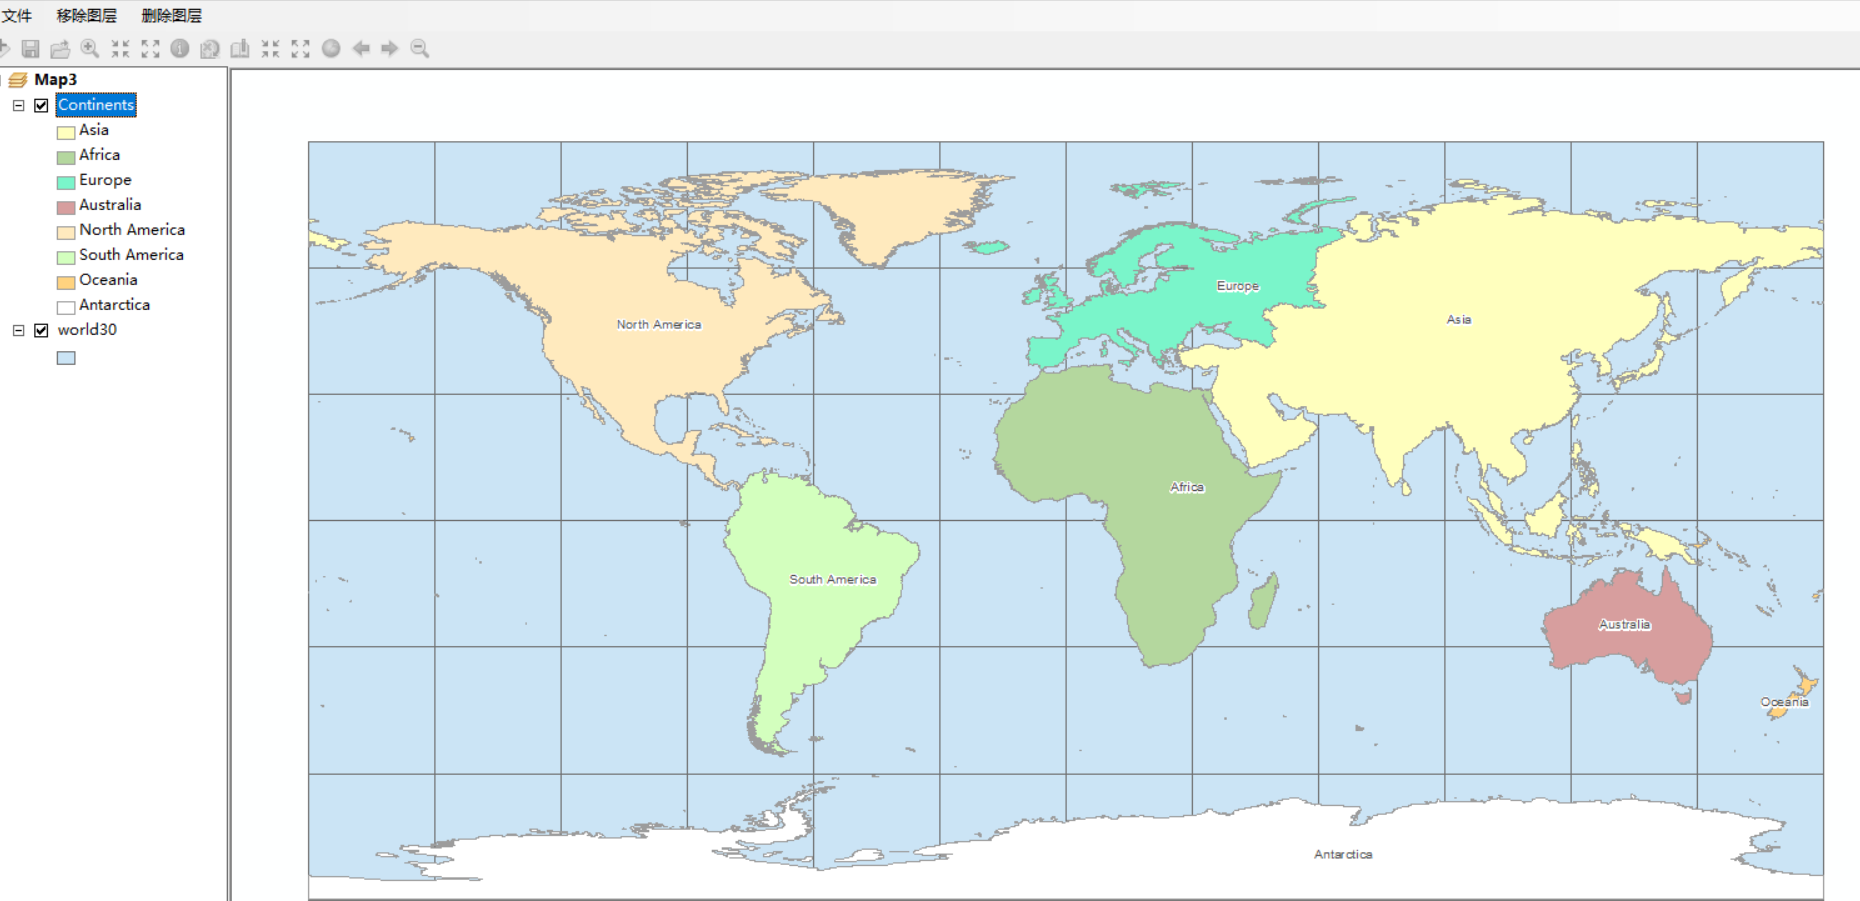 文件 移除图层 删除图层
Map3
Continents
Asia
Africa
Europe
Australia
North America
South America
Oceania
Antarctica
world30
Europe
Asia
North America
Africa
South America
Australia
Oceania
Antarctica